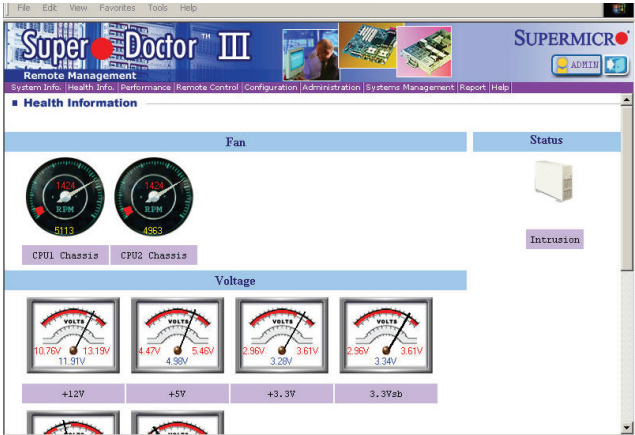 File Edit View Favorites Tools Help
Super Doctor ™ III
SUPERMICRO
Remote Management
ADMIN
System Info. Health Info. Performance Remote Control Configuration Administration Systems Management Report Help
Health Information
Fan
Status
1424
RPM
5113
1424
RPM
4963
CPU1 Chassis
CPU2 Chassis
Intrusion
Voltage
VOLTS
10.76V 13.19V
11.91V
VOLTS
4.47V 5.46V
4.98V
VOLTS
2.96V 3.61V
3.28V
VOLTS
2.96V 3.61V
3.34V
+12V
+5V
+3.3V
3.3Vsb